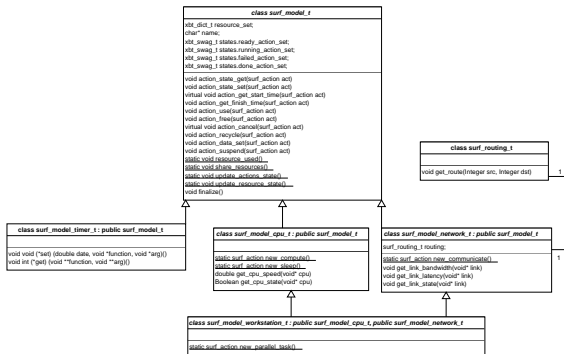 class surf_model_t
xbt_dict_t resource_set;
char* name;
xbt_swag_t states.ready_action_set;
xbt_swag_t states.running_action_set;
xbt_swag_t states.failed_action_set;
xbt_swag_t states.done_action_set;
void action_state_get(surf_action act)
void action_state_set(surf_action act)
virtual void action_get_start_time(surf_action act)
void action_get_finish_time(surf_action act)
void action_use(surf_action act)
void action_free(surf_action act)
virtual void action_cancel(surf_action act)
void action_recycle(surf_action act)
void action_data_set(surf_action act)
void action_suspend(surf_action act)
static void resource_used()
static void share_resources()
static void update_actions_state()
static void update_resource_state()
void finalize()
class surf_routing_t
void get_route(Integer src, Integer dst)
1
class surf_model_timer_t : public surf_model_t
void void (*set) (double date, void *function, void *arg)()
void int (*get) (void **function, void **arg)()
class surf_model_cpu_t : public surf_model_t
static surf_action new_compute()
static surf_action new_sleep()
double get_cpu_speed(void* cpu)
Boolean get_cpu_state(void* cpu)
class surf_model_network_t : public surf_model_t
surf_routing_t routing;
static surf_action new_communicate()
void get_link_bandwidth(void* link)
void get_link_latency(void* link)
void get_link_state(void* link)
1
class surf_model_workstation_t : public surf_model_cpu_t, public surf_model_network_t
static surf_action new_parallel_task()